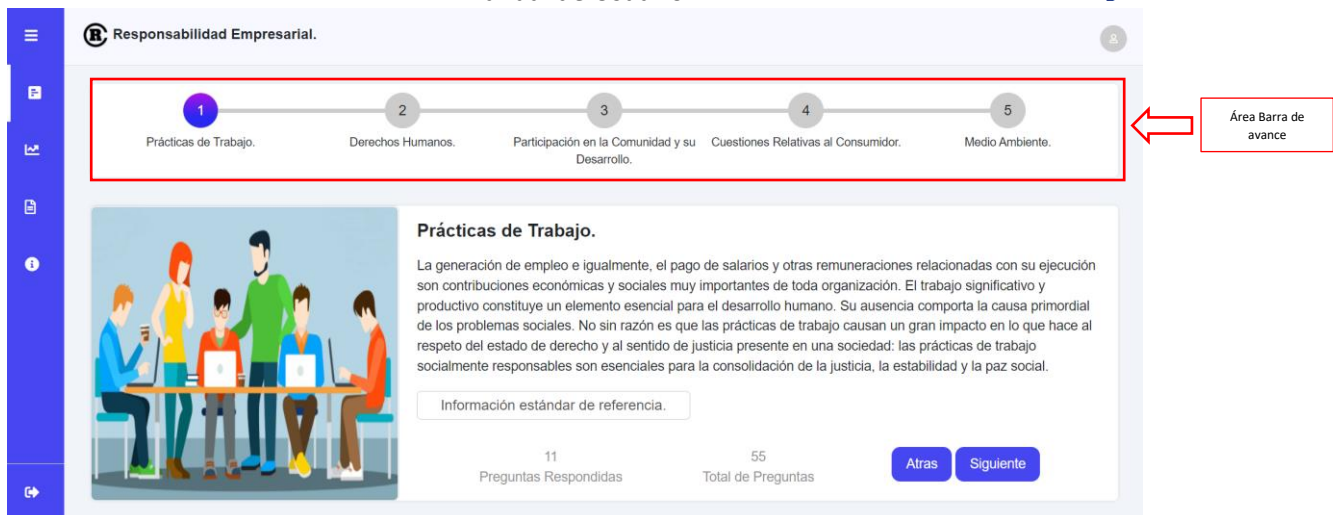 Responsabilidad Empresarial.
1
2
3
4
5
Prácticas de Trabajo.
Derechos Humanos.
Participación en la Comunidad y su
Desarrollo.
Cuestiones Relativas al Consumidor.
Medio Ambiente.
Área Barra de
avance
Prácticas de Trabajo.
La generación de empleo e igualmente, el pago de salarios y otras remuneraciones relacionadas con su ejecución
son contribuciones económicas y sociales muy importantes de toda organización. El trabajo significativo y
productivo constituye un elemento esencial para el desarrollo humano. Su ausencia comporta la causa primordial
de los problemas sociales. No sin razón es que las prácticas de trabajo causan un gran impacto en lo que hace al
respeto del estado de derecho y al sentido de justicia presente en una sociedad: las prácticas de trabajo
socialmente responsables son esenciales para la consolidación de la justicia, la estabilidad y la paz social.
Información estándar de referencia.
11
Preguntas Respondidas
55
Total de Preguntas
Atras
Siguiente